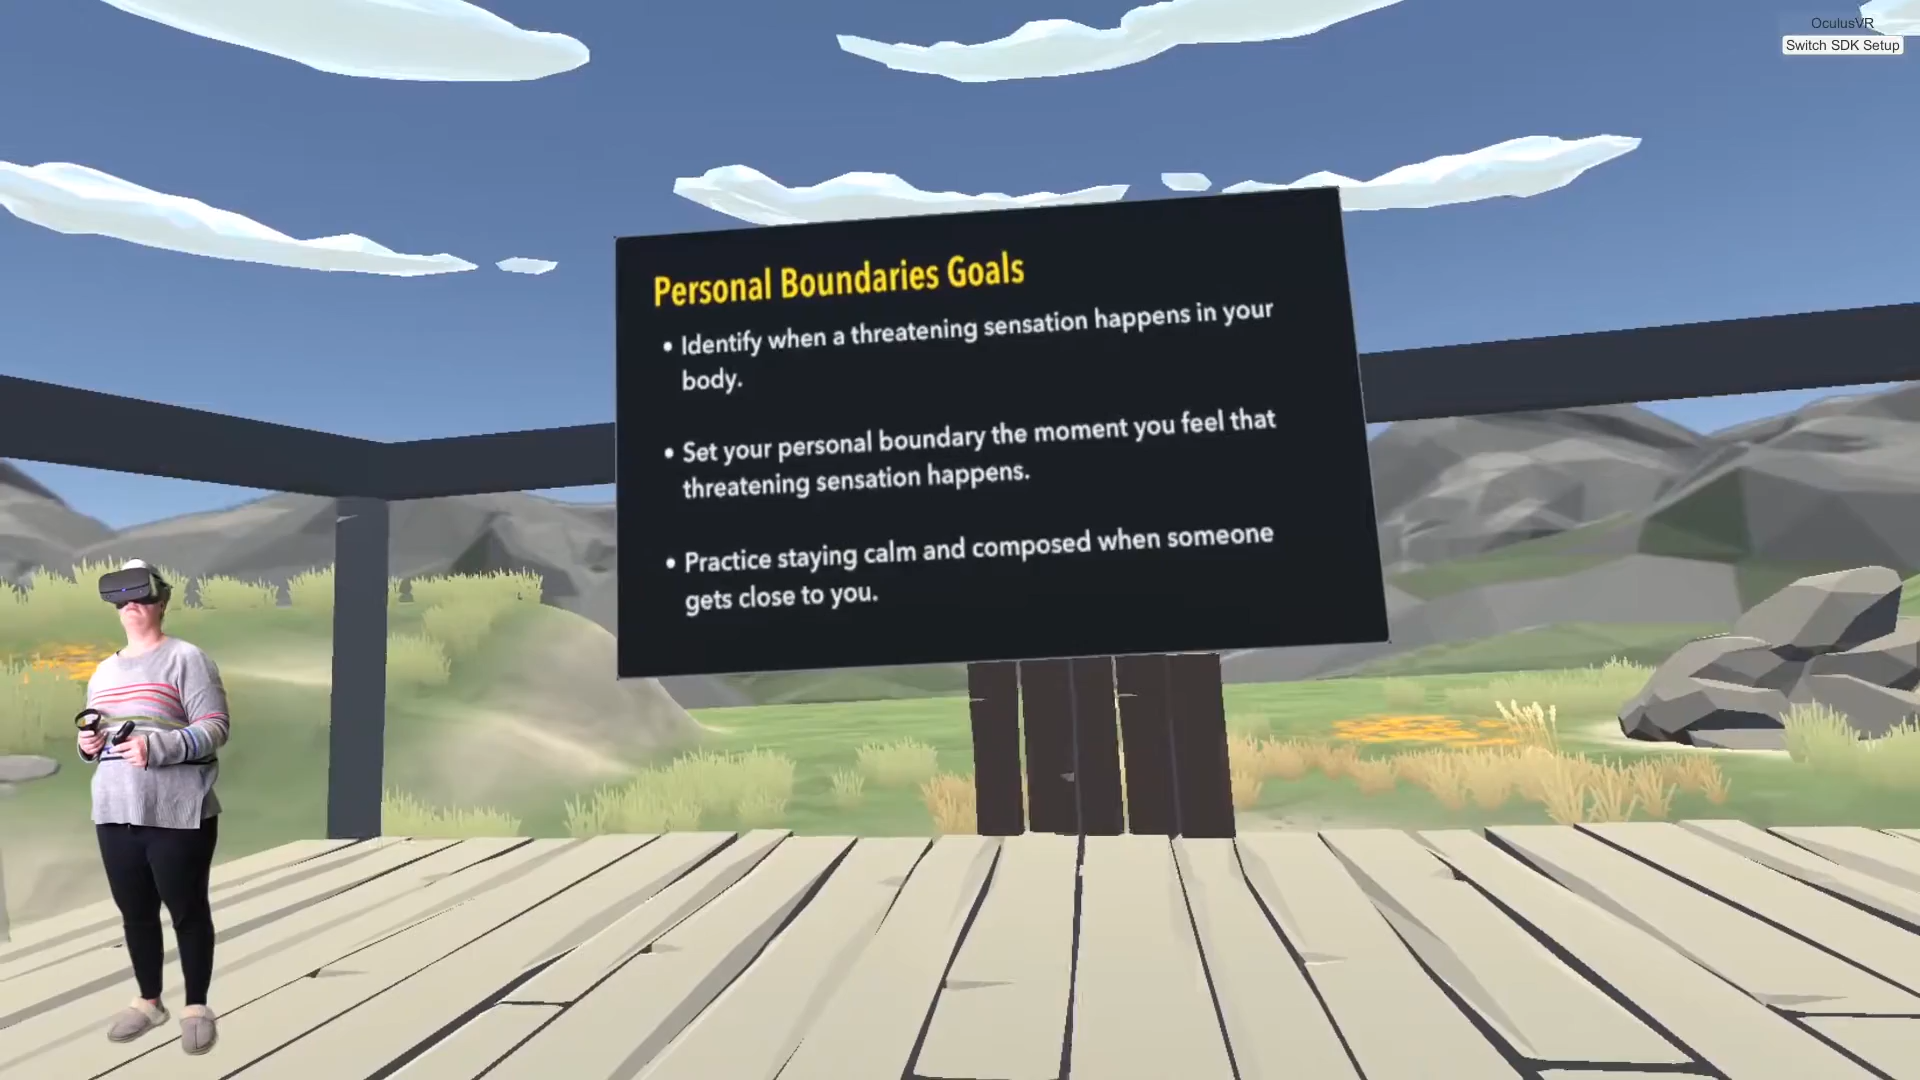 OculusVR
Switch SDK Setup
Personal Boundaries Goals
• Identify when a threatening sensation happens in your
body.
• Set your personal boundary the moment you feel that
threatening sensation happens.
• Practice staying calm and composed when someone
gets close to you.